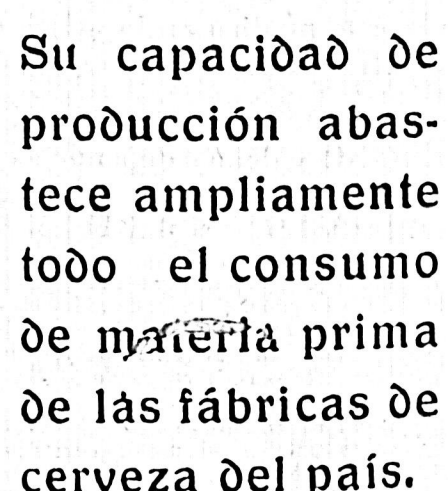 Su capacidad de
producción abas-
tece ampliamente
todo el consumo
de materia prima
de las fábricas de
cerveza del país.